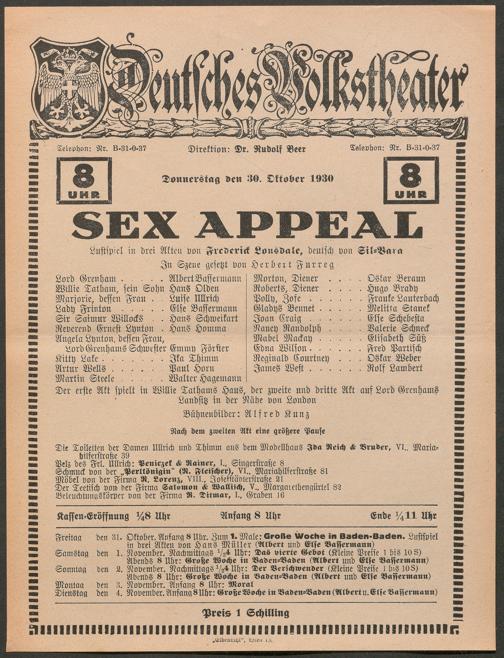 Deutsches Volkstheater
Telephon: Nr. B-31-0-37 Direktion: Dr. Rudolf Beer Telephon: Nr. B-31-0-37
8 UHR Donnerstag den 30. Oktober 1930 8 UHR
SEX APPEAL
Lustspiel in drei Akten von Frederick Lonsdale, deutsch von Sil-Vara
In Szene gesetzt von Herbert Furreg
Lord Grenham . . . . . Albert Bassermann
Willie Tatham, sein Sohn Hans Olden
Marjorie, dessen Frau . Luise Ullrich
Lady Frinton . . . . . Else Bassermann
Sir Saimur Willocks . . Hans Schweikart
Reverend Ernest Lynton . Hans Homma
Angela Lynton, dessen Frau,
Lord Grenhams Schwester Emmy Förster
Kitty Lake . . . . . Ika Thimm
Artur Wells . . . . . Paul Horn
Martin Steele . . . . . Walter Hagemann
Morton, Diener . . . . Oskar Beraun
Roberts, Diener . . . . Hugo Brady
Polly, Zofe . . . . . Frauke Lauterbach
Gladys Bennet . . . . Melitta Stanek
Joan Craig . . . . . Else Schebesta
Nancy Randolph . . . . Valerie Schneck
Mabel Mackay . . . . Elisabeth Süß
Edna Wilson . . . . . Fred Partisch
Reginald Courtney . . . Oskar Weber
James West . . . . . Rolf Lambert
Der erste Akt spielt in Willie Tathams Haus, der zweite und dritte Akt auf Lord Grenhams
Landsitz in der Nähe von London
Bühnenbilder: Alfred Kunz
Nach dem zweiten Akt eine größere Pause
Die Toiletten der Damen Ullrich und Thimm aus dem Modellhaus Ida Reich & Bruder, VI., Maria-
hilferstraße 39
Pelz des Frl. Ullrich: Penizek & Rainer, I., Singerstraße 8
Schmuck von der „Perlkönigin“ (R. Fleischer), VI., Mariahilferstraße 81
Möbel von der Firma R. Lorenz, VIII., Josefstädterstraße 21
Der Teetisch von der Firma Salomon & Wallisch, V., Margarethengürtel 82
Beleuchtungskörper von der Firma R. Ditmar, I., Graben 16
Kassen-Eröffnung ½8 Uhr Anfang 8 Uhr Ende ¼11 Uhr
Freitag den 31. Oktober. Anfang 8 Uhr. Zum 1. Male: Große Woche in Baden-Baden. Lustspiel
in drei Akten von Hans Müller (Albert und Else Bassermann)
Samstag den 1. November. Nachmittags ½4 Uhr: Das vierte Gebot (Kleine Preise 1 bis 10 S)
Abends 8 Uhr: Große Woche in Baden-Baden (Albert und Else Bassermann)
Sonntag den 2. November. Nachmittags ½4 Uhr: Der Verschwender (Kleine Preise 1 bis 10 S)
Abends 8 Uhr: Große Woche in Baden-Baden (Albert und Else Bassermann)
Montag den 3. November. Anfang 8 Uhr: Marat
Dienstag den 4. November. Anfang 8 Uhr: Große Woche in Baden-Baden (Albert u. Else Bassermann)
Preis 1 Schilling